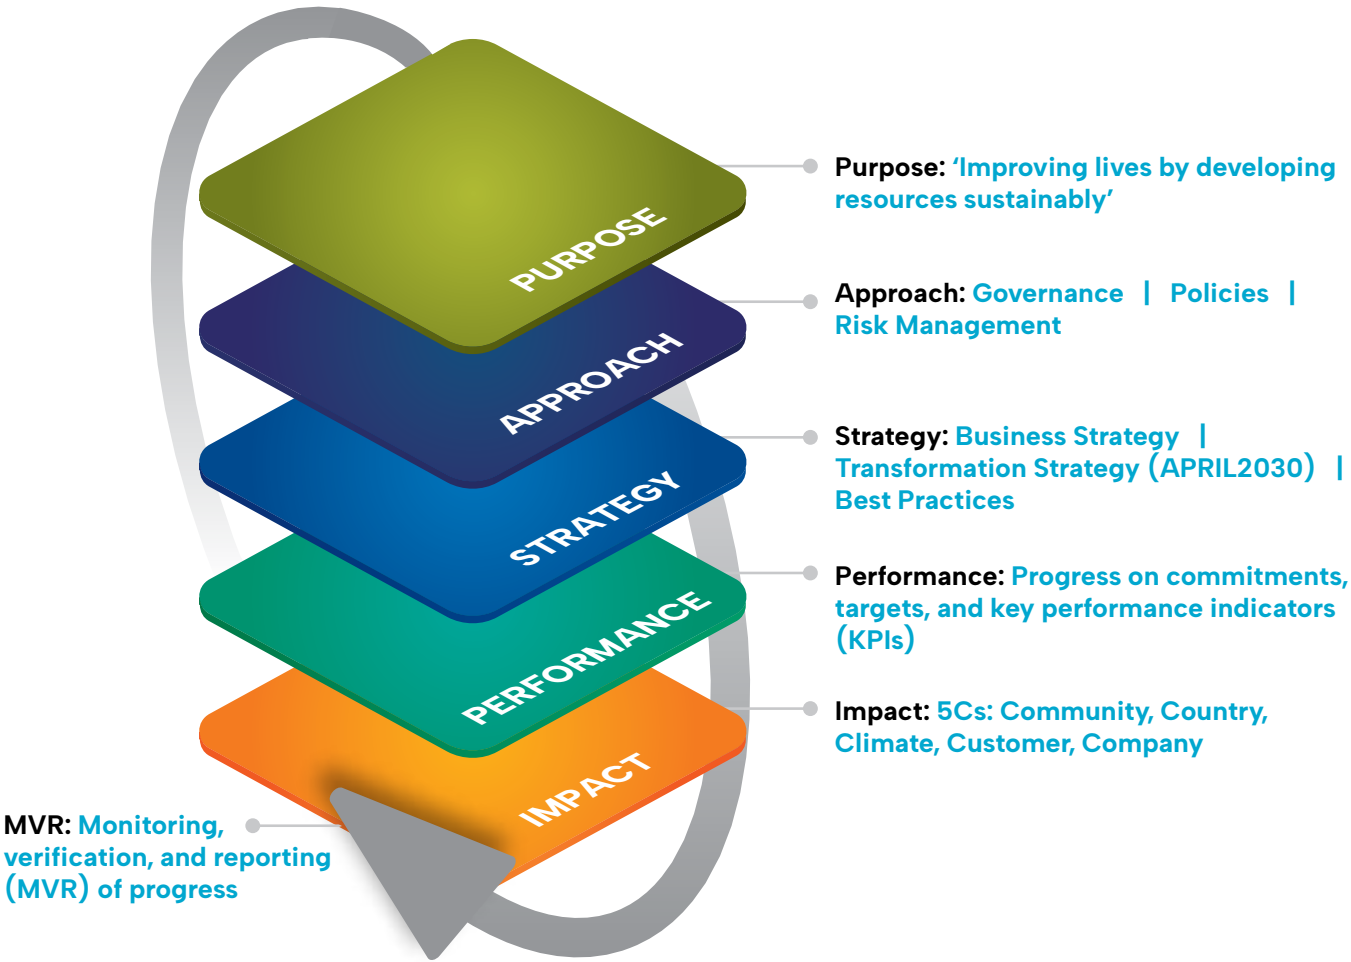 PURPOSE
APPROACH
STRATEGY
PERFORMANCE
IMPACT
Purpose: ‘Improving lives by developing
resources sustainably’
Approach: Governance | Policies |
Risk Management
Strategy: Business Strategy |
Transformation Strategy (APRIL2030) |
Best Practices
Performance: Progress on commitments,
targets, and key performance indicators
(KPIs)
Impact: 5Cs: Community, Country,
Climate, Customer, Company
MVR: Monitoring,
verification, and reporting
(MVR) of progress